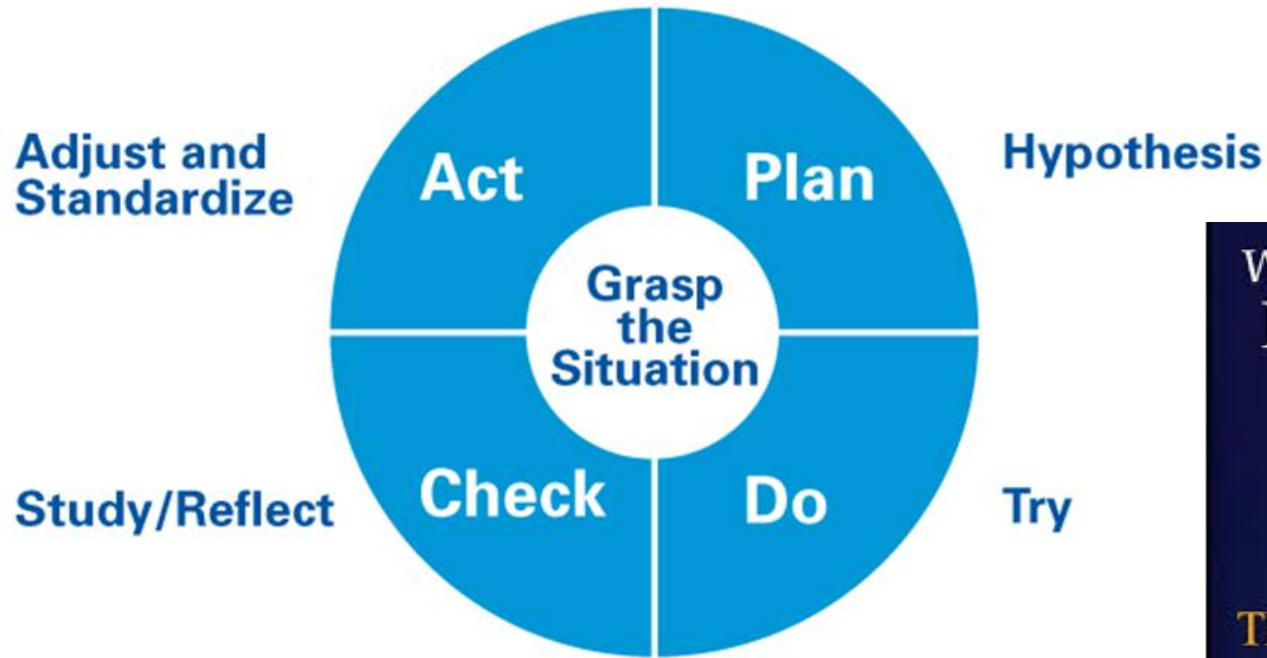 Adjust and
Standardize
Act
Plan
Hypothesis
Grasp
the
Situation
Study/Reflect
Check
Do
Try